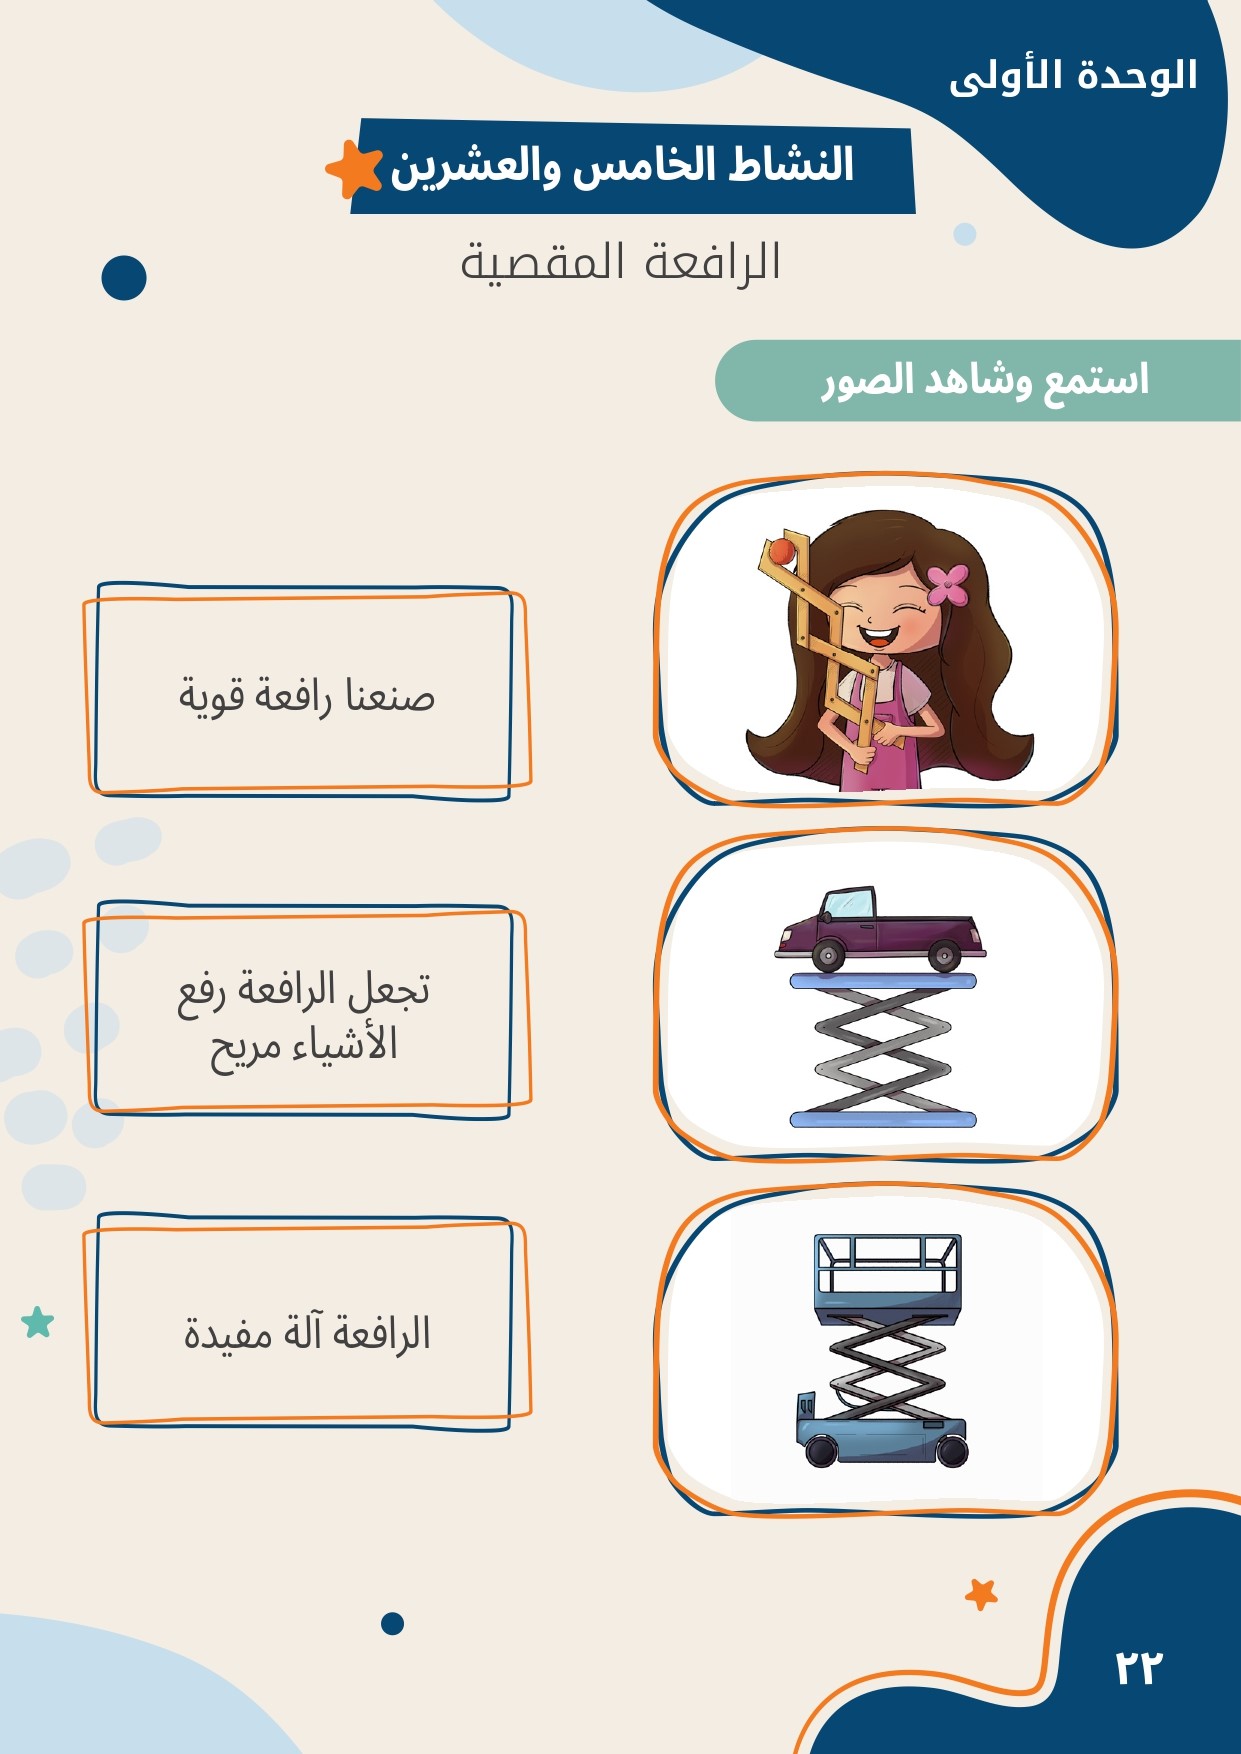 الوحدة الأولى
النشاط الخامس والعشرين
الرافعة المقصية
استمع وشاهد الصور
صنعنا رافعة قوية
تجعل الرافعة رفع
الأشياء مريح
الرافعة آلة مفيدة
٢٢